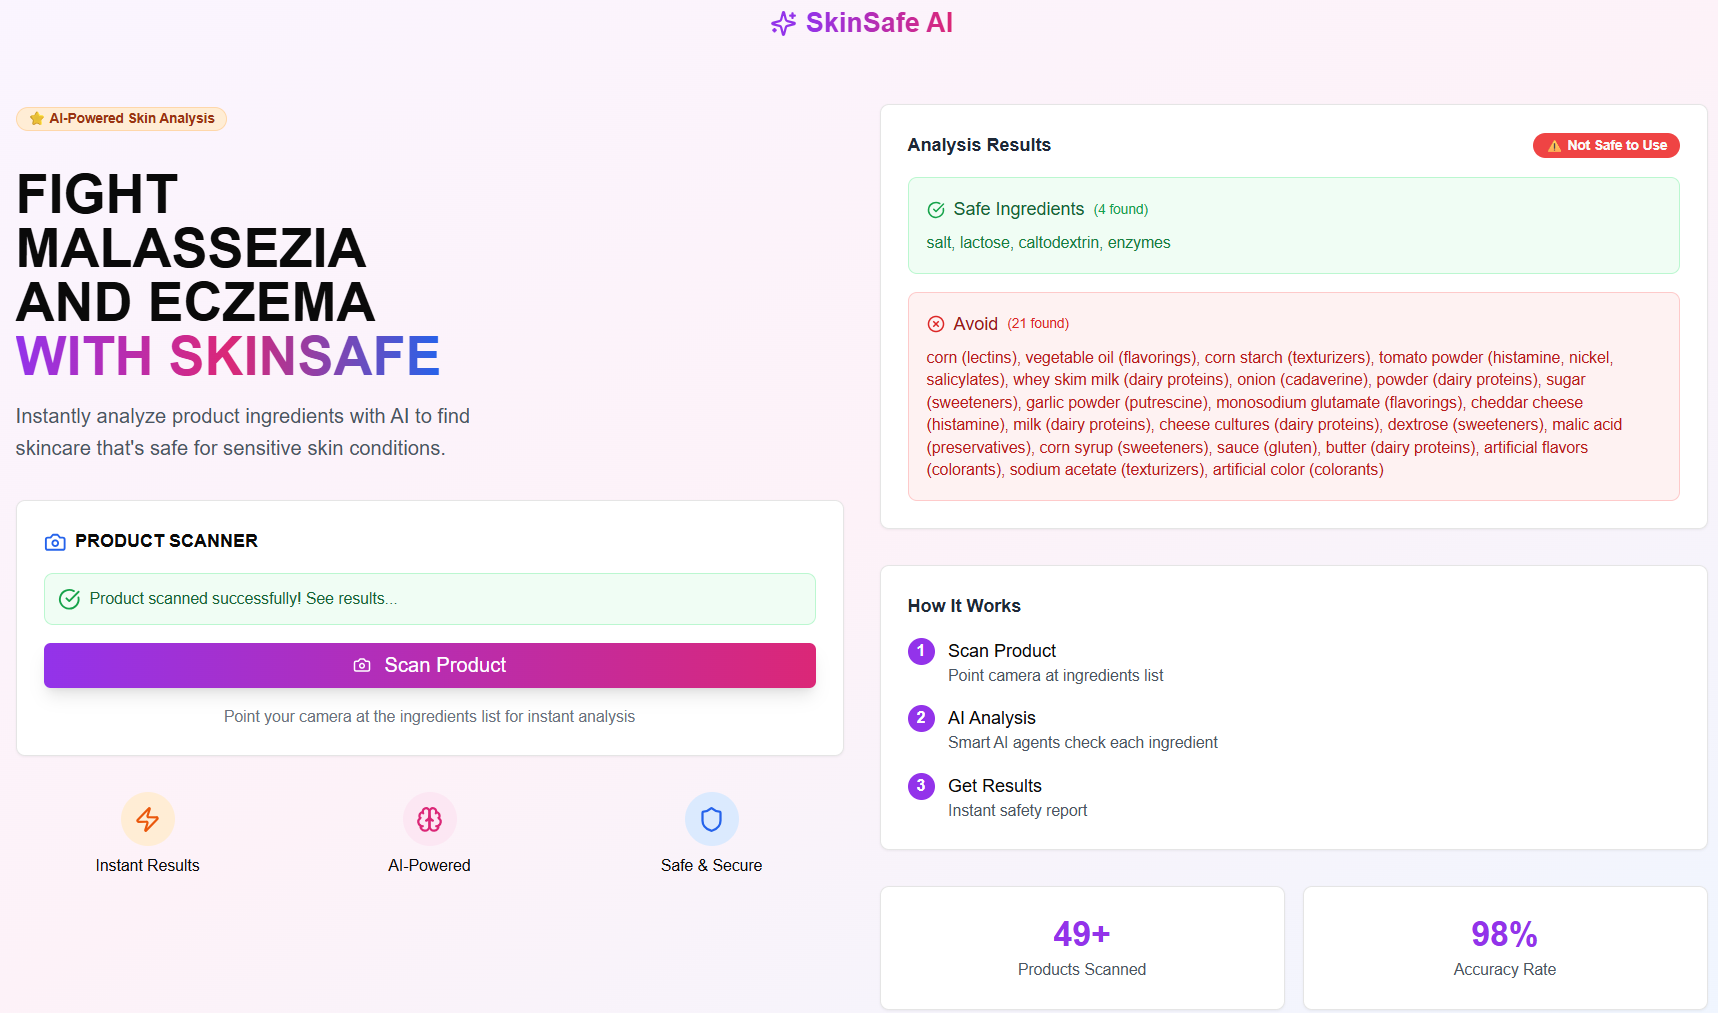 SkinSafe AI
AI-Powered Skin Analysis
FIGHT
MALASSEZIA
AND ECZEMA
WITH SKINSAFE
Instantly analyze product ingredients with AI to find
skincare that's safe for sensitive skin conditions.
PRODUCT SCANNER
Product scanned successfully! See results...
Scan Product
Point your camera at the ingredients list for instant analysis
Instant Results
AI-Powered
Safe & Secure
Analysis Results
Not Safe to Use
Safe Ingredients (4 found)
salt, lactose, caltodextrin, enzymes
Avoid (21 found)
corn (lectins), vegetable oil (flavorings), corn starch (texturizers), tomato powder (histamine, nickel,
salicylates), whey skim milk (dairy proteins), onion (cadaverine), powder (dairy proteins), sugar
(sweeteners), garlic powder (putrescine), monosodium glutamate (flavorings), cheddar cheese
(histamine), milk (dairy proteins), cheese cultures (dairy proteins), dextrose (sweeteners), malic acid
(preservatives), corn syrup (sweeteners), sauce (gluten), butter (dairy proteins), artificial flavors
(colorants), sodium acetate (texturizers), artificial color (colorants)
How It Works
1 Scan Product
Point camera at ingredients list
2 AI Analysis
Smart AI agents check each ingredient
3 Get Results
Instant safety report
49+
Products Scanned
98%
Accuracy Rate